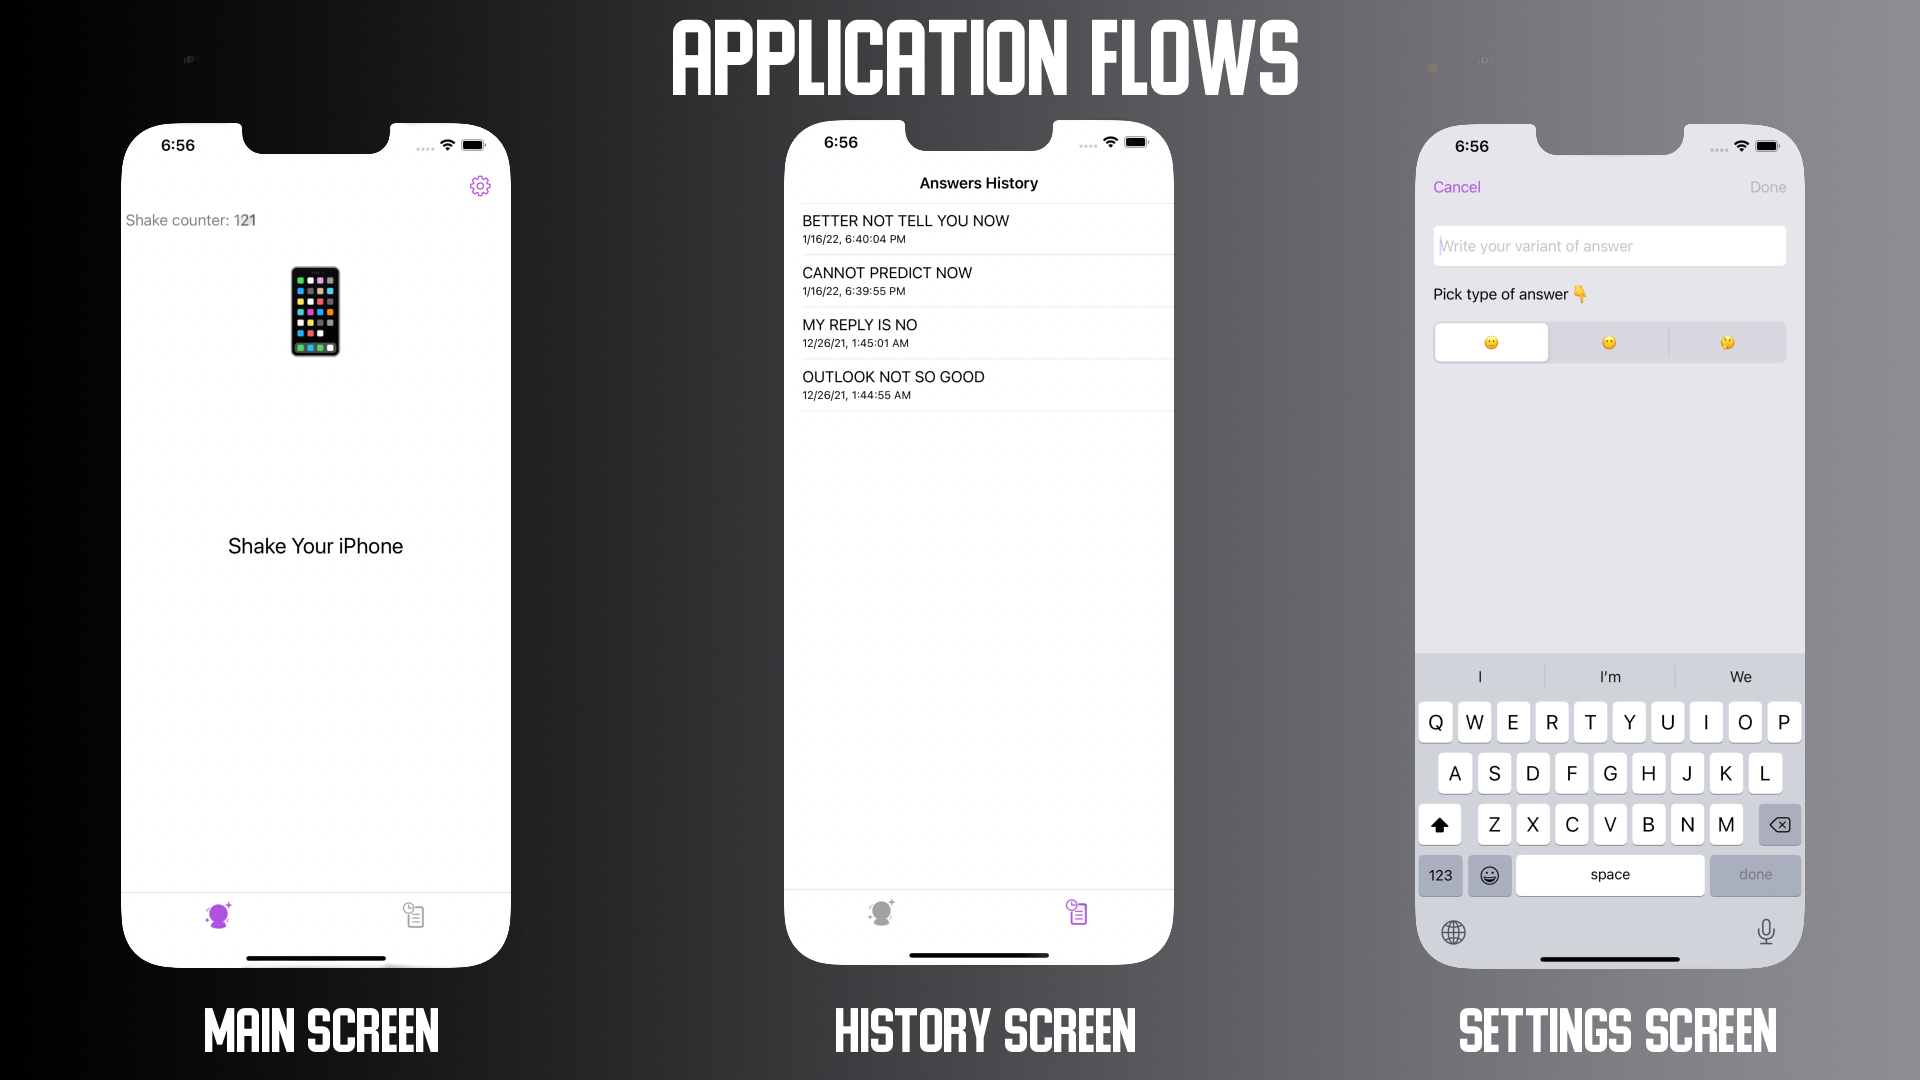 APPLICATION FLOWS
6:56
Shake counter: 121
Shake Your iPhone
MAIN SCREEN
6:56
Answers History
BETTER NOT TELL YOU NOW
1/16/22, 6:40:04 PM
CANNOT PREDICT NOW
1/16/22, 6:39:55 PM
MY REPLY IS NO
12/26/21, 1:45:01 AM
OUTLOOK NOT SO GOOD
12/26/21, 1:44:55 AM
HISTORY SCREEN
6:56
Cancel Done
Write your variant of answer
Pick type of answer👇
I I'm We
Q W E R T Y U I O P
A S D F G H J K L
Z X C V B N M
123 space done
SETTINGS SCREEN